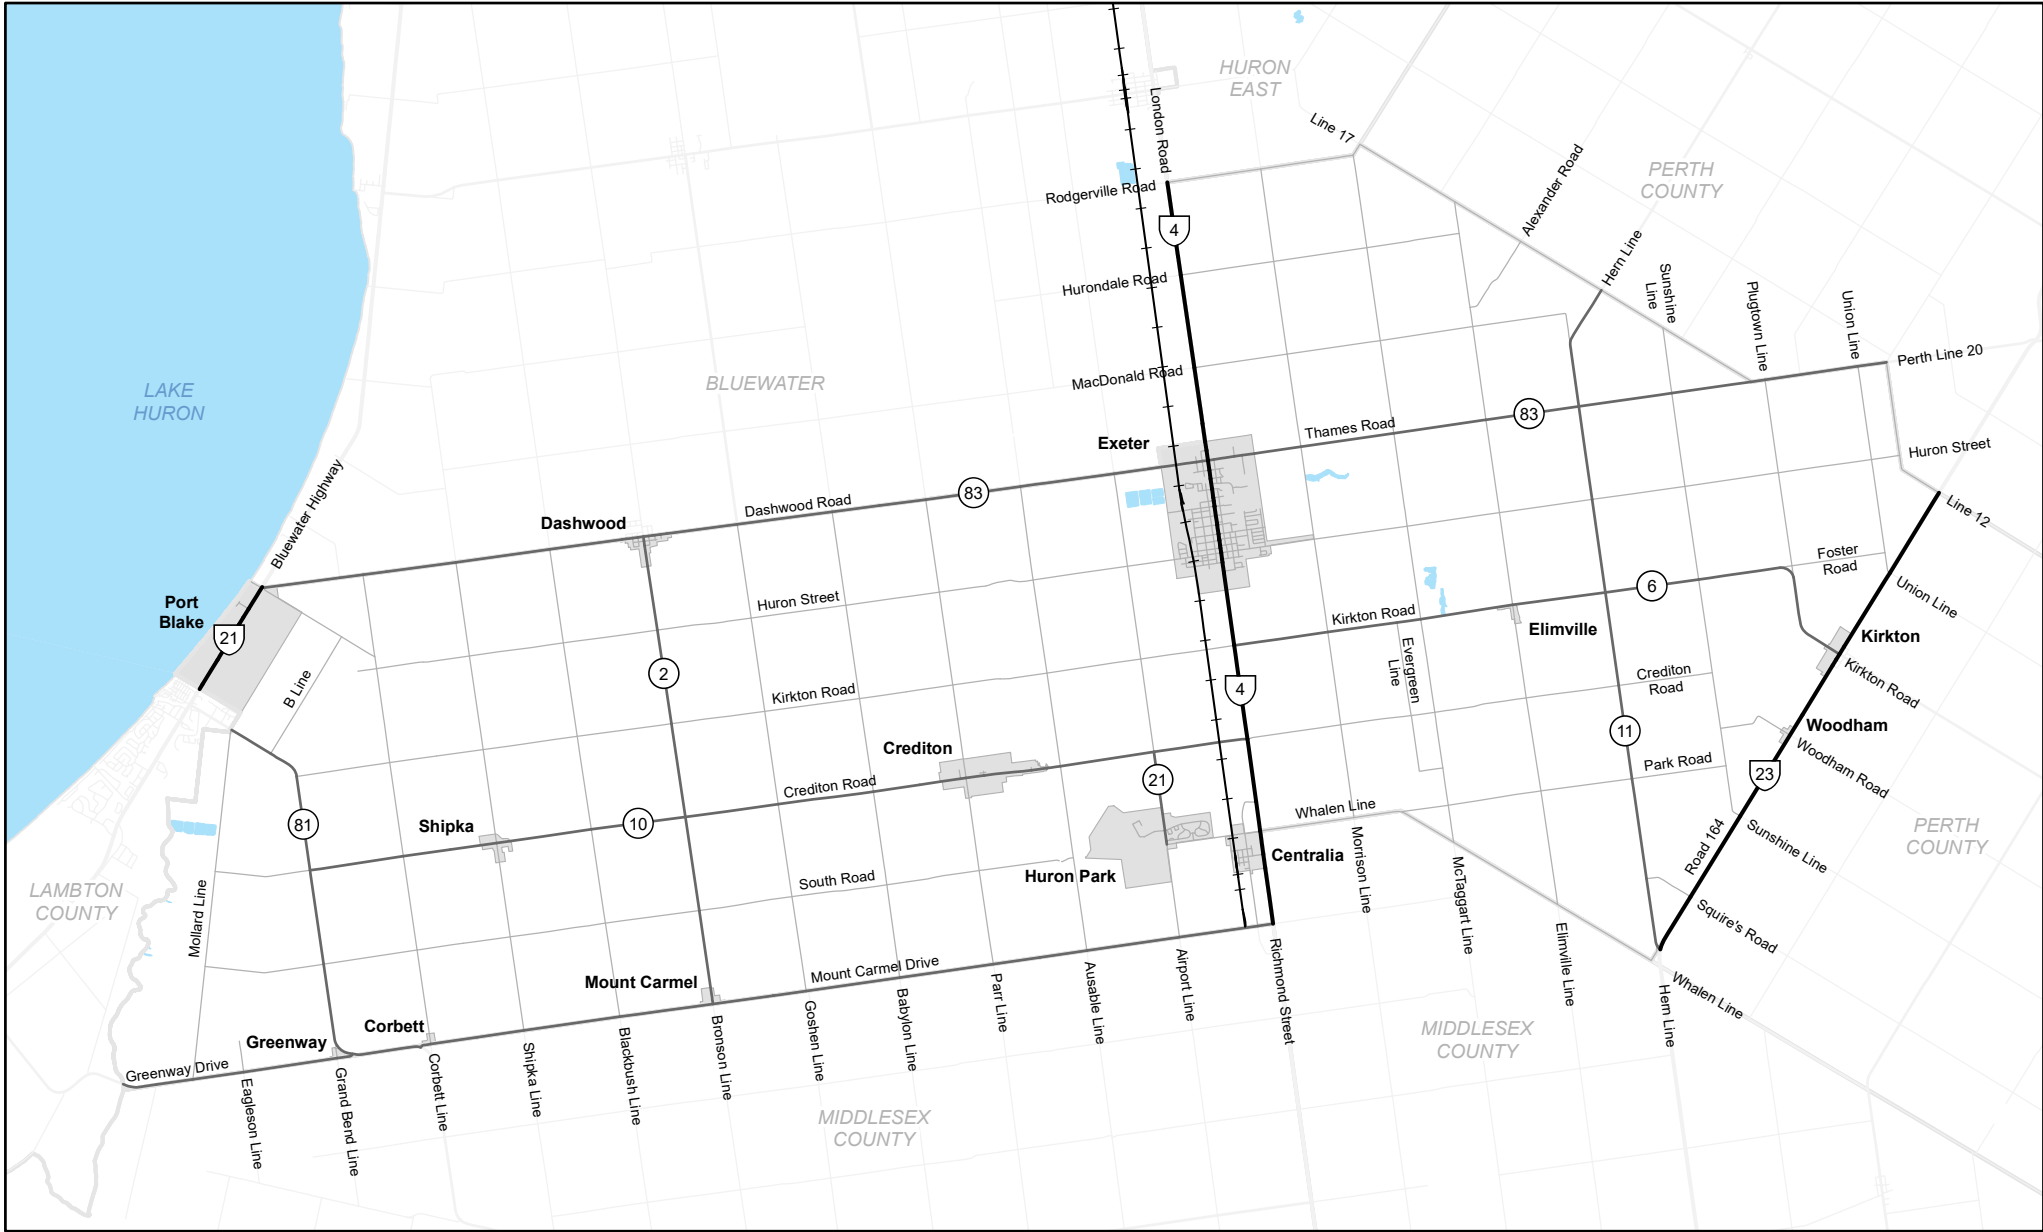 HURON
EAST
London Road
Line 17
Alexander Road
PERTH
COUNTY
Rodgerville Road
4
Hern Line
Hurondale Road
Sunshine
Line
Plugtown Line
Union Line
LAKE
HURON
BLUEWATER
MacDonald Road
Perth Line 20
Exeter
Thames Road
83
Huron Street
Bluewater Highway
Dashwood
Dashwood Road
83
Line 12
Port
Blake
21
Huron Street
Foster
Road
6
Union Line
Kirkton Road
Elimville
Kirkton
B Line
2
Kirkton Road
4
Evergreen
Line
Crediton
Road
Kirkton Road
Crediton
11
Woodham
Woodham Road
81
Shipka
10
Crediton Road
21
Whalen Line
Park Road
23
Road 164
Sunshine Line
PERTH
COUNTY
LAMBTON
COUNTY
Mollard Line
South Road
Huron Park
Centralia
Morrison Line
McTaggart Line
Squire's Road
Mount Carmel
Mount Carmel Drive
Elimville Line
Whalen Line
Greenway
Corbett
Greenway Drive
Eagleson Line
Grand Bend Line
Corbett Line
Shipka Line
Blackbush Line
Bronson Line
Goshen Line
Babylon Line
Parr Line
Ausable Line
Airport Line
Richmond Street
Hern Line
MIDDLESEX
COUNTY
MIDDLESEX
COUNTY